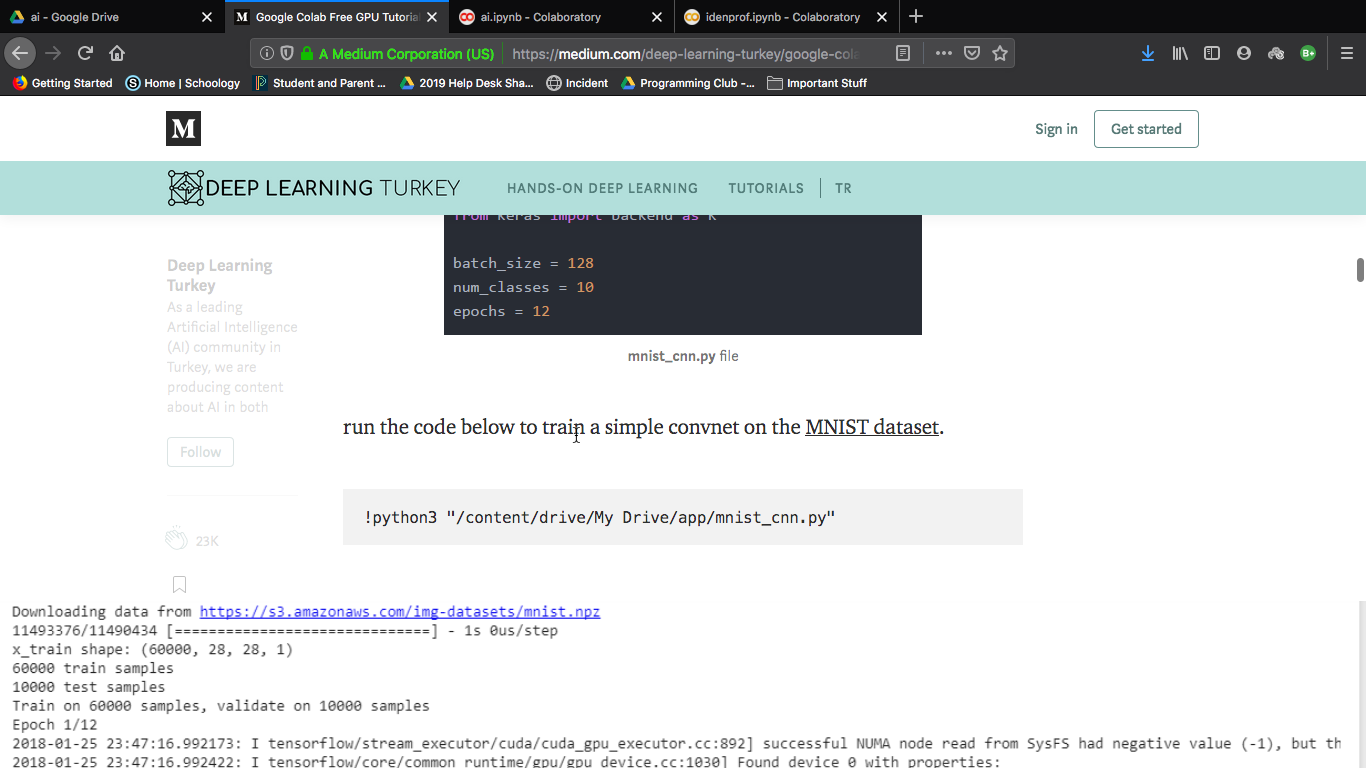 ai - Google Drive
Google Colab Free GPU Tutorial
ai.ipynb - Colaboratory
idenprof.ipynb - Colaboratory
A Medium Corporation (US)
https://medium.com/deep-learning-turkey/google-cola
Getting Started
Home | Schoology
Student and Parent ...
2019 Help Desk Sha...
Incident
Programming Club -...
Important Stuff
M
Sign in
Get started
DEEP LEARNING TURKEY
HANDS-ON DEEP LEARNING
TUTORIALS
TR
from keras import backend as K
batch_size = 128
num_classes = 10
epochs = 12
mnist_cnn.py file
Deep Learning
Turkey
As a leading
Artificial Intelligence
(AI) community in
Turkey, we are
producing content
about AI in both
Follow
23K
run the code below to train a simple convnet on the MNIST dataset.
!python3 "/content/drive/My Drive/app/mnist_cnn.py"
Downloading data from https://s3.amazonaws.com/img-datasets/mnist.npz
11493376/11490434 [==============================] - 1s 0us/step
x_train shape: (60000, 28, 28, 1)
60000 train samples
10000 test samples
Train on 60000 samples, validate on 10000 samples
Epoch 1/12
2018-01-25 23:47:16.992173: I tensorflow/stream_executor/cuda/cuda_gpu_executor.cc:892] successful NUMA node read from SysFS had negative value (-1), but th
2018-01-25 23:47:16.992422: I tensorflow/core/common_runtime/gpu/gpu_device.cc:1030] Found device 0 with properties: